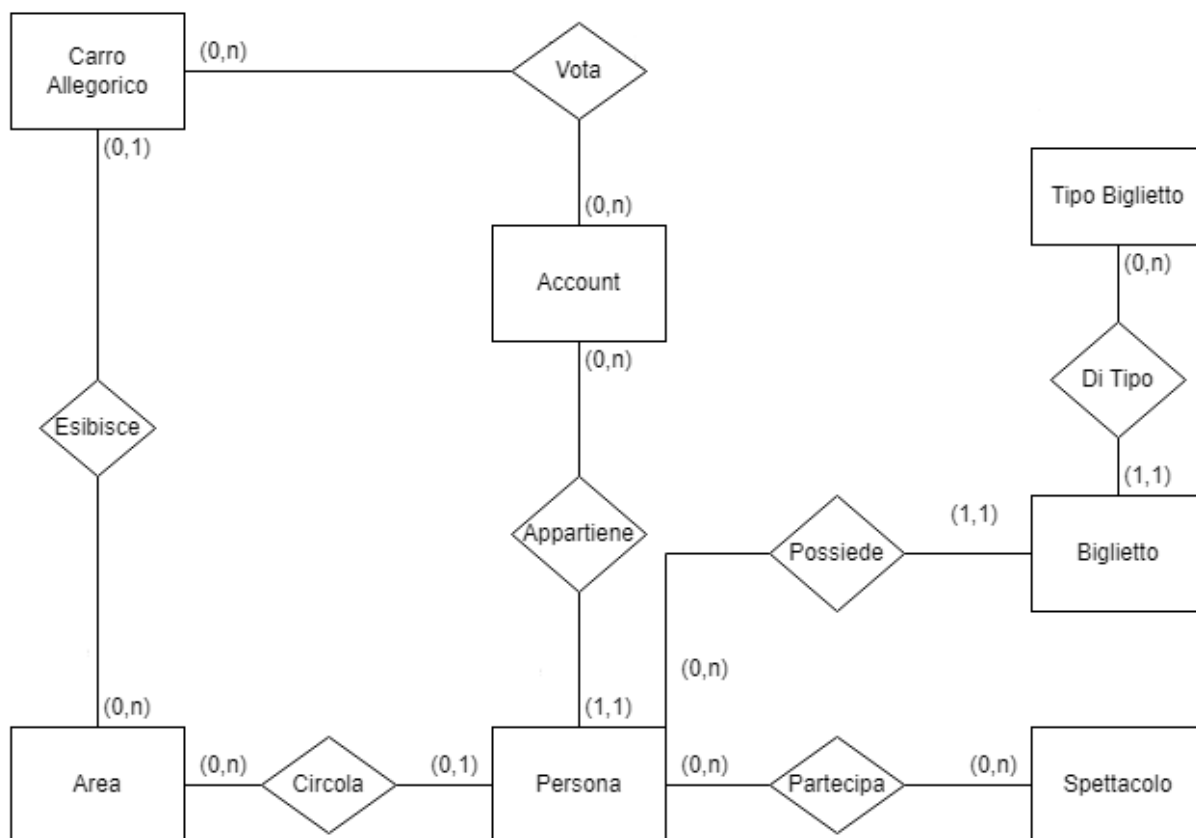 Carro
Allegorico
(0,n)
Vota
(0,1)
(0,n)
Tipo Biglietto
Account
(0,n)
(0,n)
Di Tipo
Esibisce
(1,1)
Appartiene
(1,1)
Possiede
Biglietto
(0,n)
(0,n)
(1,1)
Area
(0,n)
Circola
(0,1)
Persona
(0,n)
Partecipa
(0,n)
Spettacolo